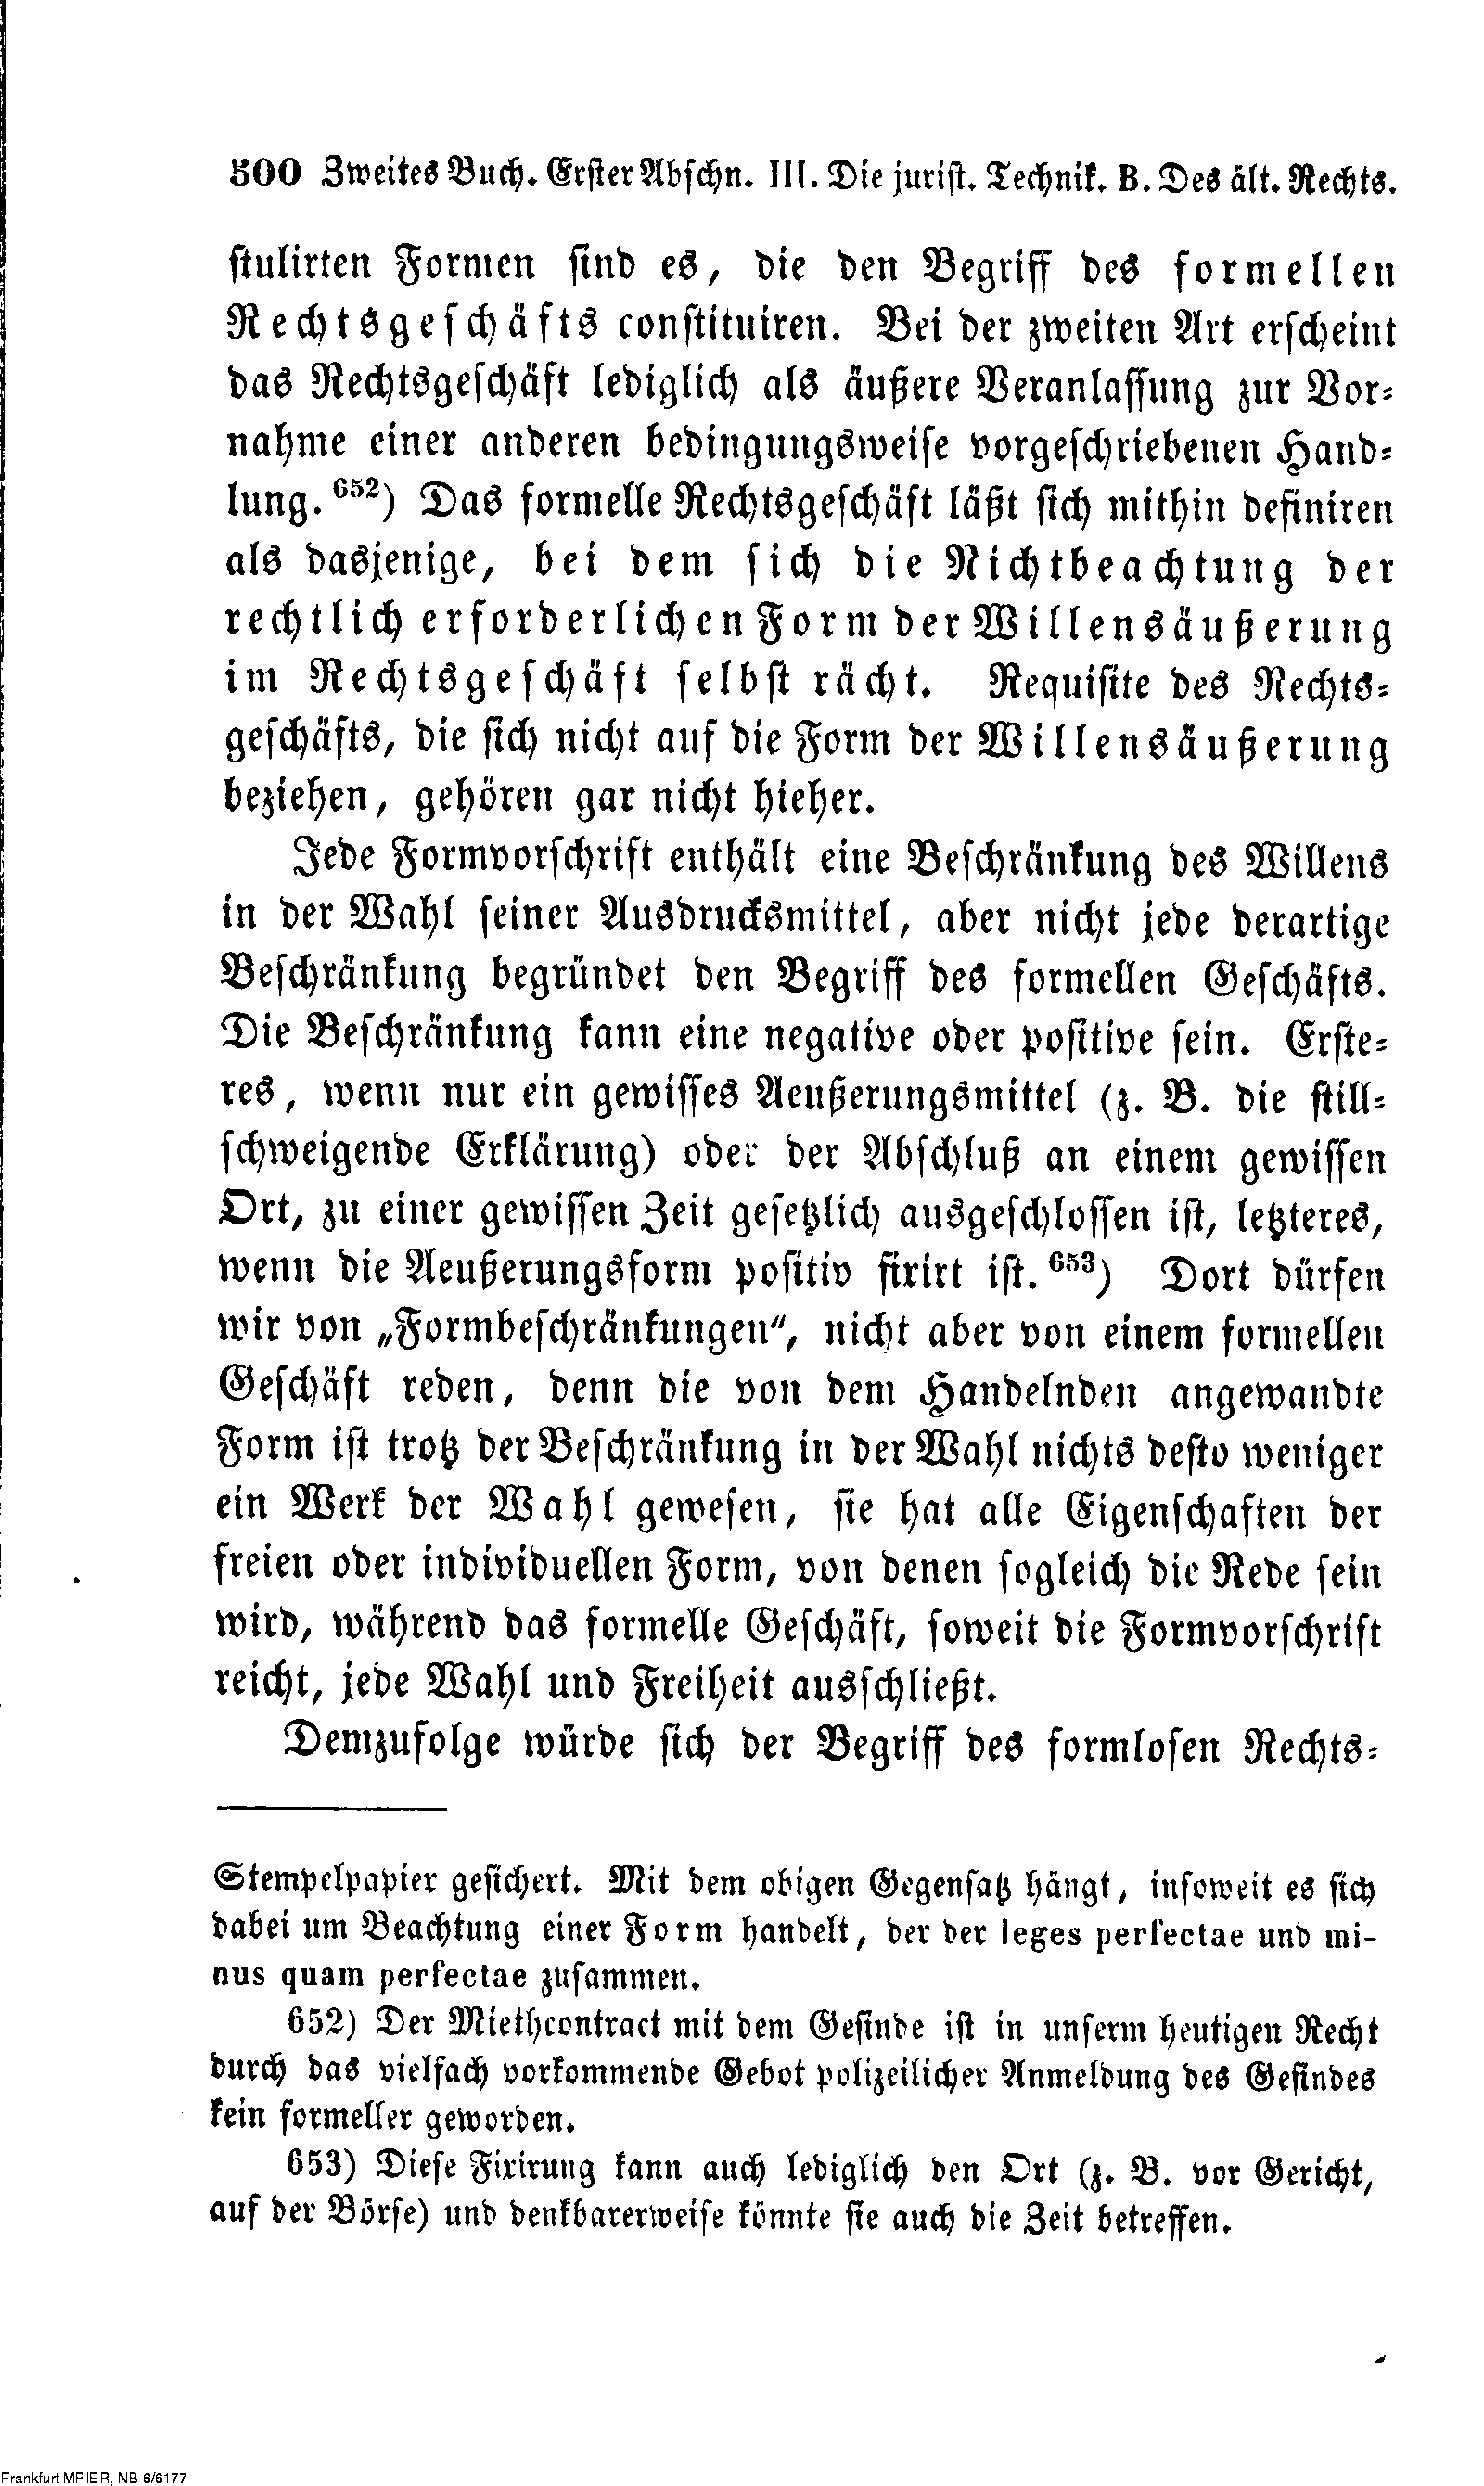 500 Zweites Buch. Erster Abschn. III. Die jurist. Technik. B. Des ält. Rechts.
stulirten Formen sind es, die den Begriff des formellen
Rechtsgeschäfts constituiren. Bei der zweiten Art erscheint
das Rechtsgeschäft lediglich als äußere Veranlassung zur Vor-
nahme einer anderen bedingungsweise vorgeschriebenen Hand-
lung. 652) Das formelle Rechtsgeschäft läßt sich mithin definiren
als dasjenige, bei dem sich die Nichtbeachtung der
rechtlich erforderlichen Form der Willensäußerung
im Rechtsgeschäft selbst rächt. Requisite des Rechts-
geschäfts, die sich nicht auf die Form der Willensäußerung
beziehen, gehören gar nicht hieher.
Jede Formvorschrift enthält eine Beschränkung des Willens
in der Wahl seiner Ausdrucksmittel, aber nicht jede derartige
Beschränkung begründet den Begriff des formellen Geschäfts.
Die Beschränkung kann eine negative oder positive sein. Erste-
res, wenn nur ein gewisses Aeußerungsmittel (z. B. die still-
schweigende Erklärung) oder der Abschluß an einem gewissen
Ort, zu einer gewissen Zeit gesetzlich ausgeschlossen ist, letzteres,
wenn die Aeußerungsform positiv fixirt ist. 653) Dort dürfen
wir von „Formbeschränkungen“, nicht aber von einem formellen
Geschäft reden, denn die von dem Handelnden angewandte
Form ist trotz der Beschränkung in der Wahl nichts desto weniger
ein Werk der Wahl gewesen, sie hat alle Eigenschaften der
freien oder individuellen Form, von denen sogleich die Rede sein
wird, während das formelle Geschäft, soweit die Formvorschrift
reicht, jede Wahl und Freiheit ausschließt.
Demzufolge würde sich der Begriff des formlosen Rechts-
Stempelpapier gesichert. Mit dem obigen Gegensatz hängt, insoweit es sich
dabei um Beachtung einer Form handelt, der der leges perfectae und mi-
nus quam perfectae zusammen.
652) Der Miethcontract mit dem Gesinde ist in unserm heutigen Recht
durch das vielfach vorkommende Gebot polizeilicher Anmeldung des Gesindes
kein formeller geworden.
653) Diese Fixirung kann auch lediglich den Ort (z. B. vor Gericht,
auf der Börse) und denkbarerweise könnte sie auch die Zeit betreffen.
Frankfurt MPIER, NB 6/6177